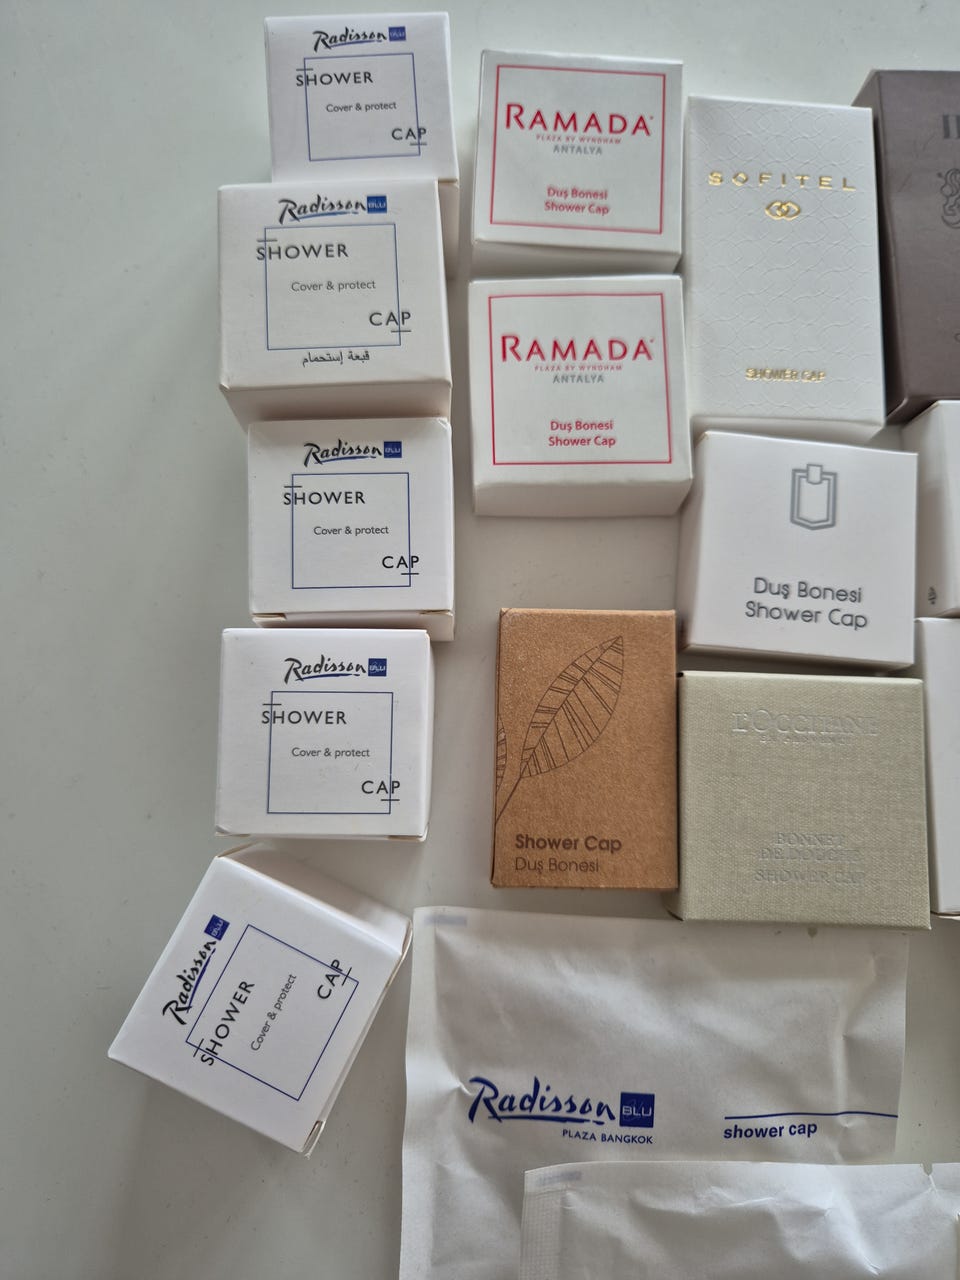 Radisson BLU
SHOWER
Cover & protect
CAP
Radisson BLU
SHOWER
Cover & protect
CAP
قبعة إستحمام
Radisson BLU
SHOWER
Cover & protect
CAP
Radisson BLU
SHOWER
Cover & protect
CAP
Radisson BLU
SHOWER
Cover & protect
CAP
RAMADA
PLAZA BY WYNDHAM
ANTALYA
Duş Bonesi
Shower Cap
RAMADA
PLAZA BY WYNDHAM
ANTALYA
Duş Bonesi
Shower Cap
SOFITEL
SHOWER CAP
Duş Bonesi
Shower Cap
Shower Cap
Duş Bonesi
L'OCCITANE
BONNET
DE DOUCHE
SHOWER CAP
Radisson BLU
PLAZA BANGKOK
shower cap